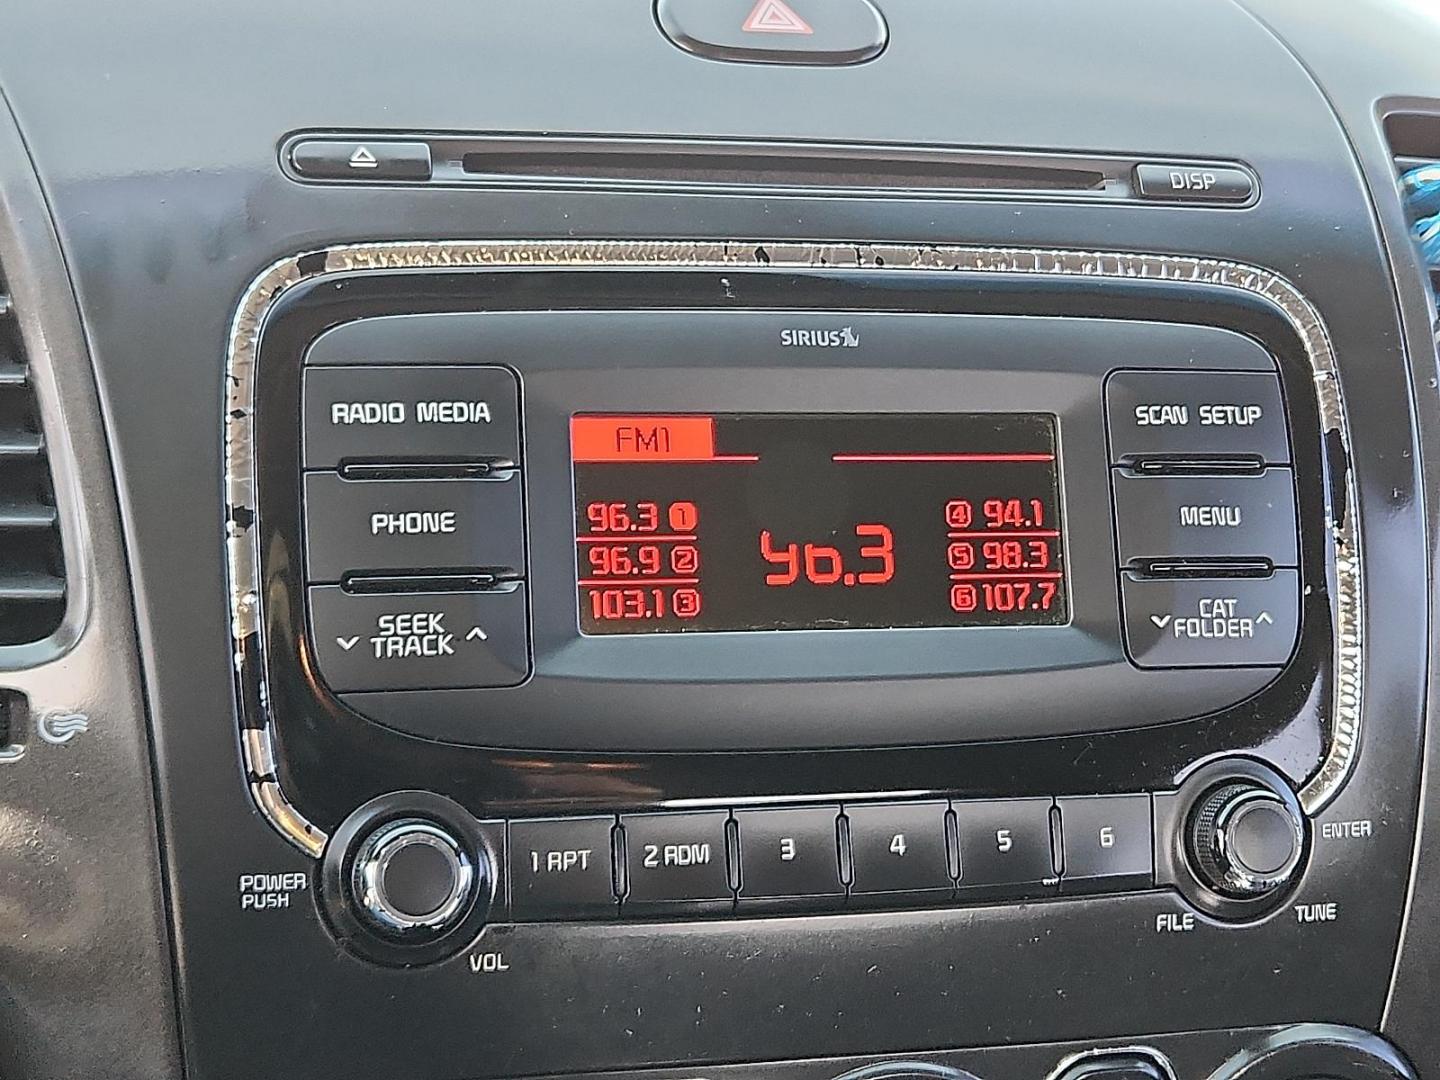 DISP
SIRIUS
RADIO MEDIA
PHONE
SEEK
TRACK
FM1
96.3 1
96.9 2
103.1 3
96.3
4 94.1
5 98.3
6 107.7
SCAN SETUP
MENU
CAT
FOLDER
POWER
PUSH
VOL
1 RPT
2 RDM
3
4
5
6
ENTER
FILE
TUNE